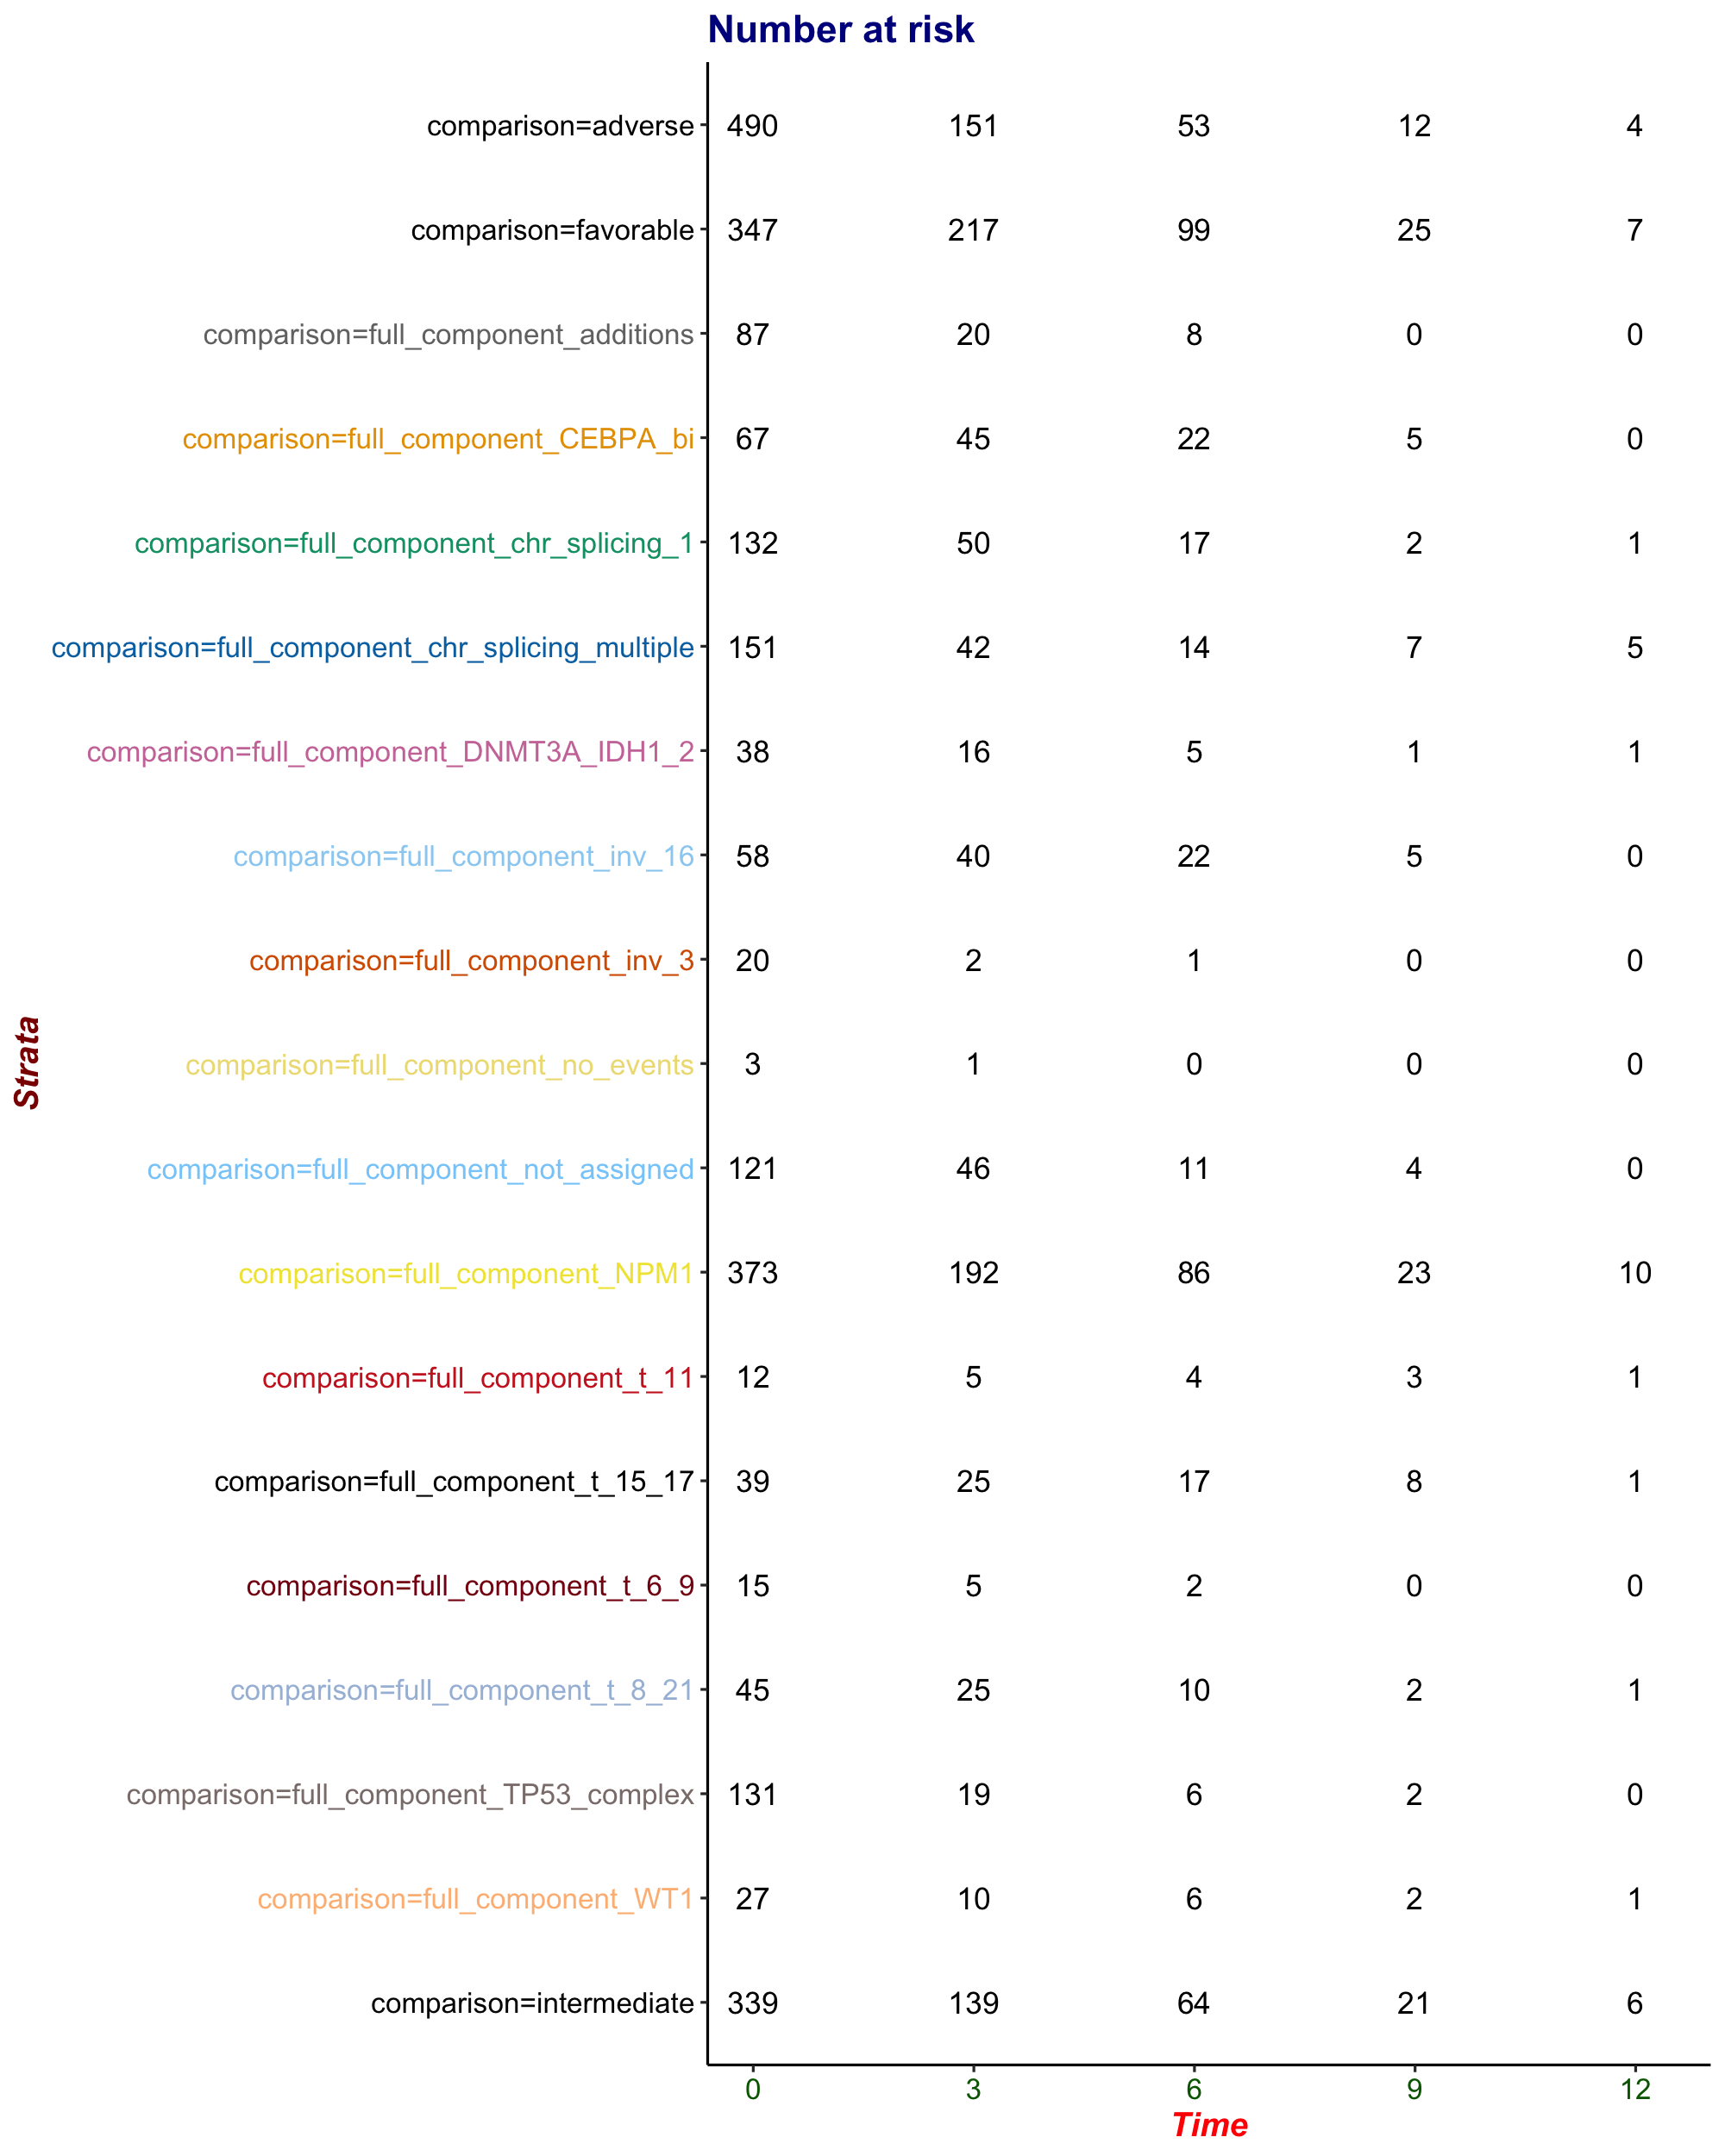 Number at risk
comparison=adverse 490 151 53 12 4
comparison=favorable 347 217 99 25 7
comparison=full_component_additions 87 20 8 0 0
comparison=full_component_CEBPA_bi 67 45 22 5 0
comparison=full_component_chr_splicing_1 132 50 17 2 1
comparison=full_component_chr_splicing_multiple 151 42 14 7 5
comparison=full_component_DNMT3A_IDH1_2 38 16 5 1 1
comparison=full_component_inv_16 58 40 22 5 0
comparison=full_component_inv_3 20 2 1 0 0
Strata
comparison=full_component_no_events 3 1 0 0 0
comparison=full_component_not_assigned 121 46 11 4 0
comparison=full_component_NPM1 373 192 86 23 10
comparison=full_component_t_11 12 5 4 3 1
comparison=full_component_t_15_17 39 25 17 8 1
comparison=full_component_t_6_9 15 5 2 0 0
comparison=full_component_t_8_21 45 25 10 2 1
comparison=full_component_TP53_complex 131 19 6 2 0
comparison=full_component_WT1 27 10 6 2 1
comparison=intermediate 339 139 64 21 6
0 3 6 9 12
Time